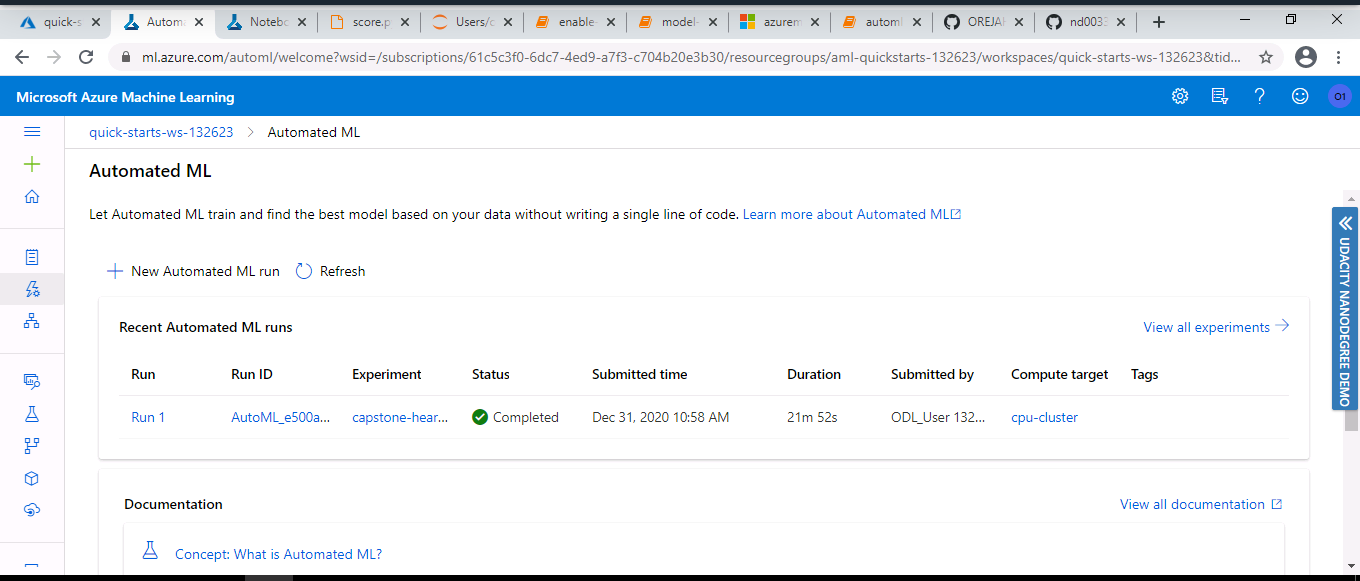 quick-s
Autom
Notebo
score.p
Users/c
enable-
model-
azurem
automl
OREJA
nd0033
ml.azure.com/automl/welcome?wsid=/subscriptions/61c5c3f0-6dc7-4ed9-a7f3-c704b20e3b30/resourcegroups/aml-quickstarts-132623/workspaces/quick-starts-ws-132623&tid...
Microsoft Azure Machine Learning
O1
quick-starts-ws-132623 > Automated ML
Automated ML
Let Automated ML train and find the best model based on your data without writing a single line of code. Learn more about Automated ML
New Automated ML run Refresh
Recent Automated ML runs View all experiments
Run Run ID Experiment Status Submitted time Duration Submitted by Compute target Tags
Run 1 AutoML_e500a... capstone-hear... Completed Dec 31, 2020 10:58 AM 21m 52s ODL_User 132... cpu-cluster
Documentation View all documentation
Concept: What is Automated ML?
UDACITY NANODEGREE DEMO